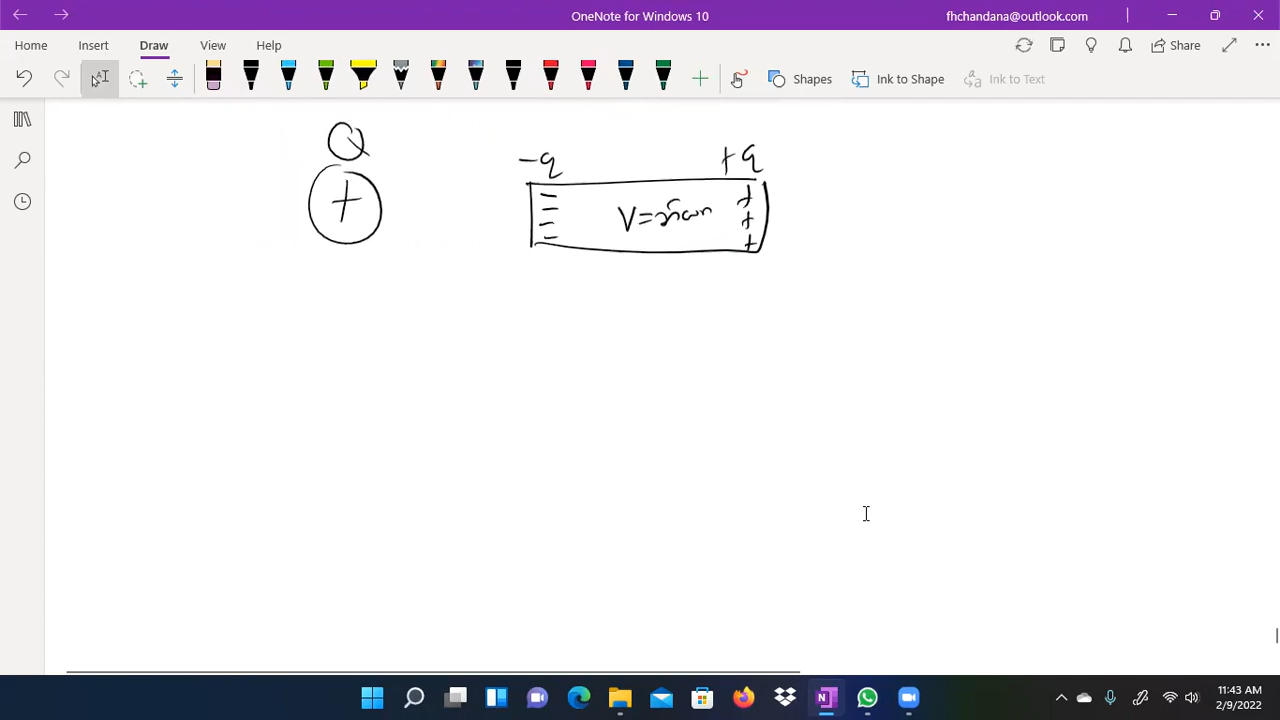 OneNote for Windows 10
fhchandana@outlook.com
Home Insert Draw View Help
Share
Shapes
Ink to Shape
Ink to Text
Q
+
-q +q
V=
11:43 AM
2/9/2022